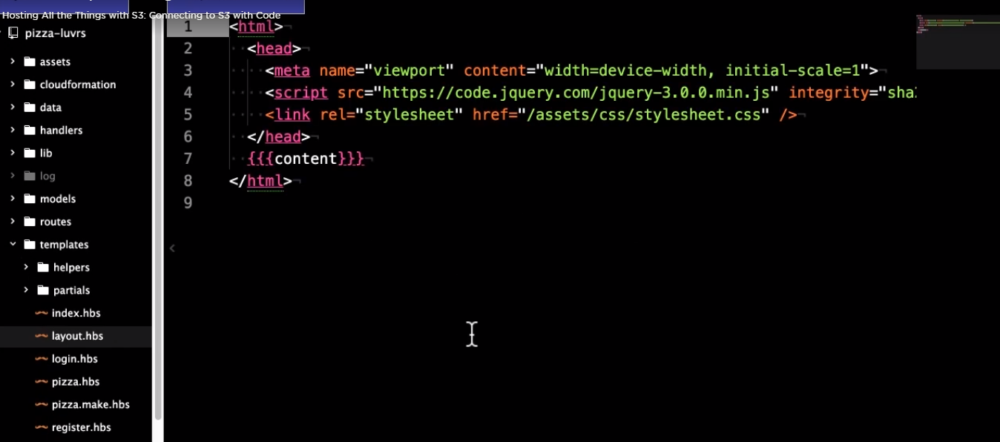 Hosting All the Things with S3: Connecting to S3 with Code
pizza-luvrs
assets
cloudformation
data
handlers
lib
log
models
routes
templates
helpers
partials
index.hbs
layout.hbs
login.hbs
pizza.hbs
pizza.make.hbs
register.hbs
1 <html>
2 <head>
3 <meta name="viewport" content="width=device-width, initial-scale=1">
4 <script src="https://code.jquery.com/jquery-3.0.0.min.js" integrity="sha
5 <link rel="stylesheet" href="/assets/css/stylesheet.css" />
6 </head>
7 {{{content}}}
8 </html>
9